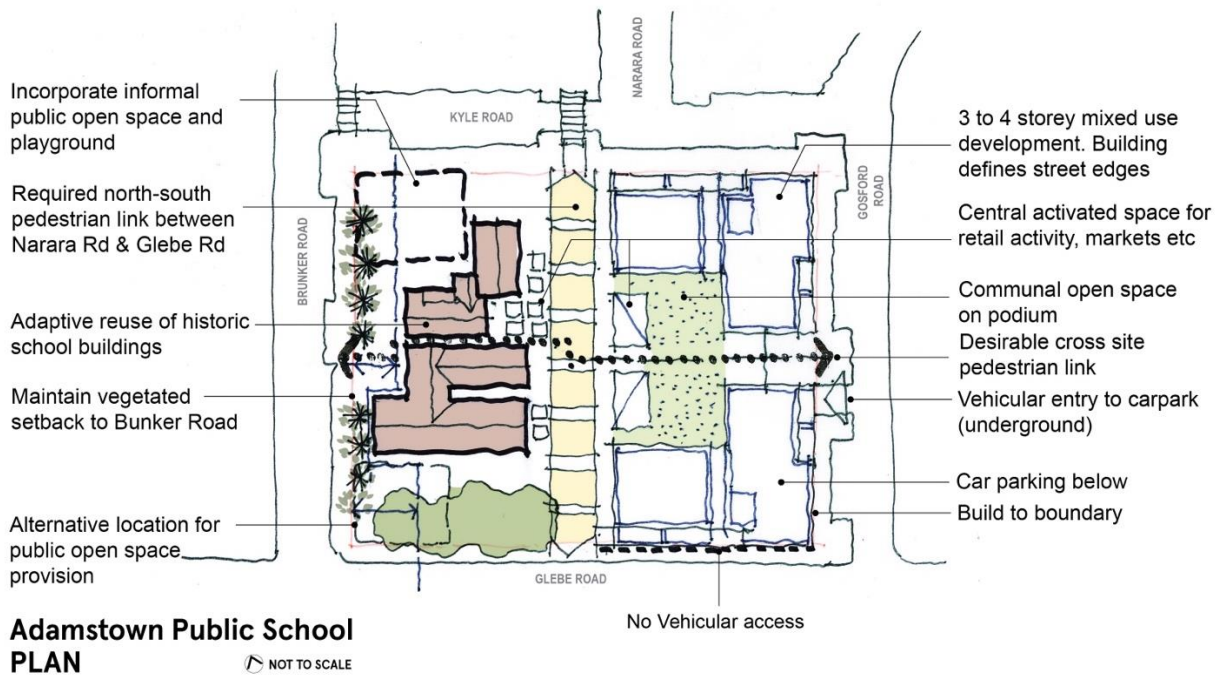 NARARA ROAD
KYLE ROAD
BRUNKER ROAD
GOSFORD
ROAD
GLEBE ROAD
Incorporate informal
public open space and
playground
Required north-south
pedestrian link between
Narara Rd & Glebe Rd
Adaptive reuse of historic
school buildings
Maintain vegetated
setback to Bunker Road
Alternative location for
public open space
provision
3 to 4 storey mixed use
development. Building
defines street edges
Central activated space for
retail activity, markets etc
Communal open space
on podium
Desirable cross site
pedestrian link
Vehicular entry to carpark
(underground)
Car parking below
Build to boundary
No Vehicular access
Adamstown Public School
PLAN
NOT TO SCALE